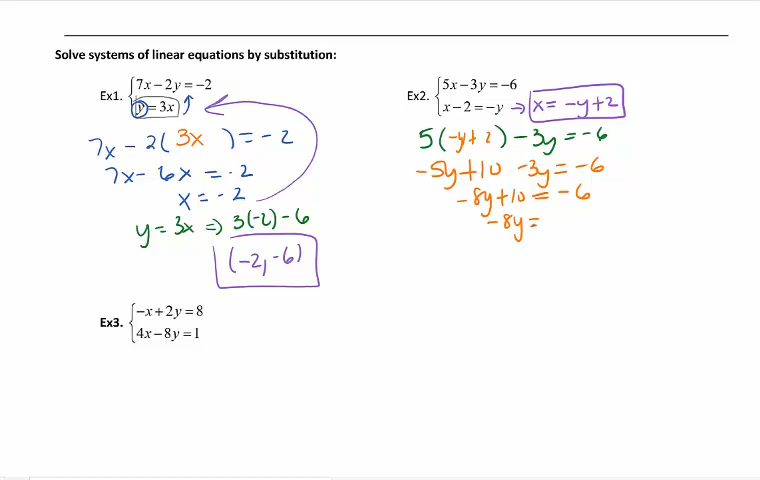 Solve systems of linear equations by substitution:
Ex1. { 7x − 2y = −2
y = 3x
7x − 2( 3x ) = −2
7x − 6x = -2
x = −2
y = 3x ⇒ 3(-2) − 6
(−2, −6)
Ex2. { 5x − 3y = −6
x − 2 = −y → x = −y+2
5(−y+2) − 3y = −6
−5y+10 −3y = −6
−8y+10 = −6
−8y =
Ex3. { −x + 2y = 8
4x − 8y = 1